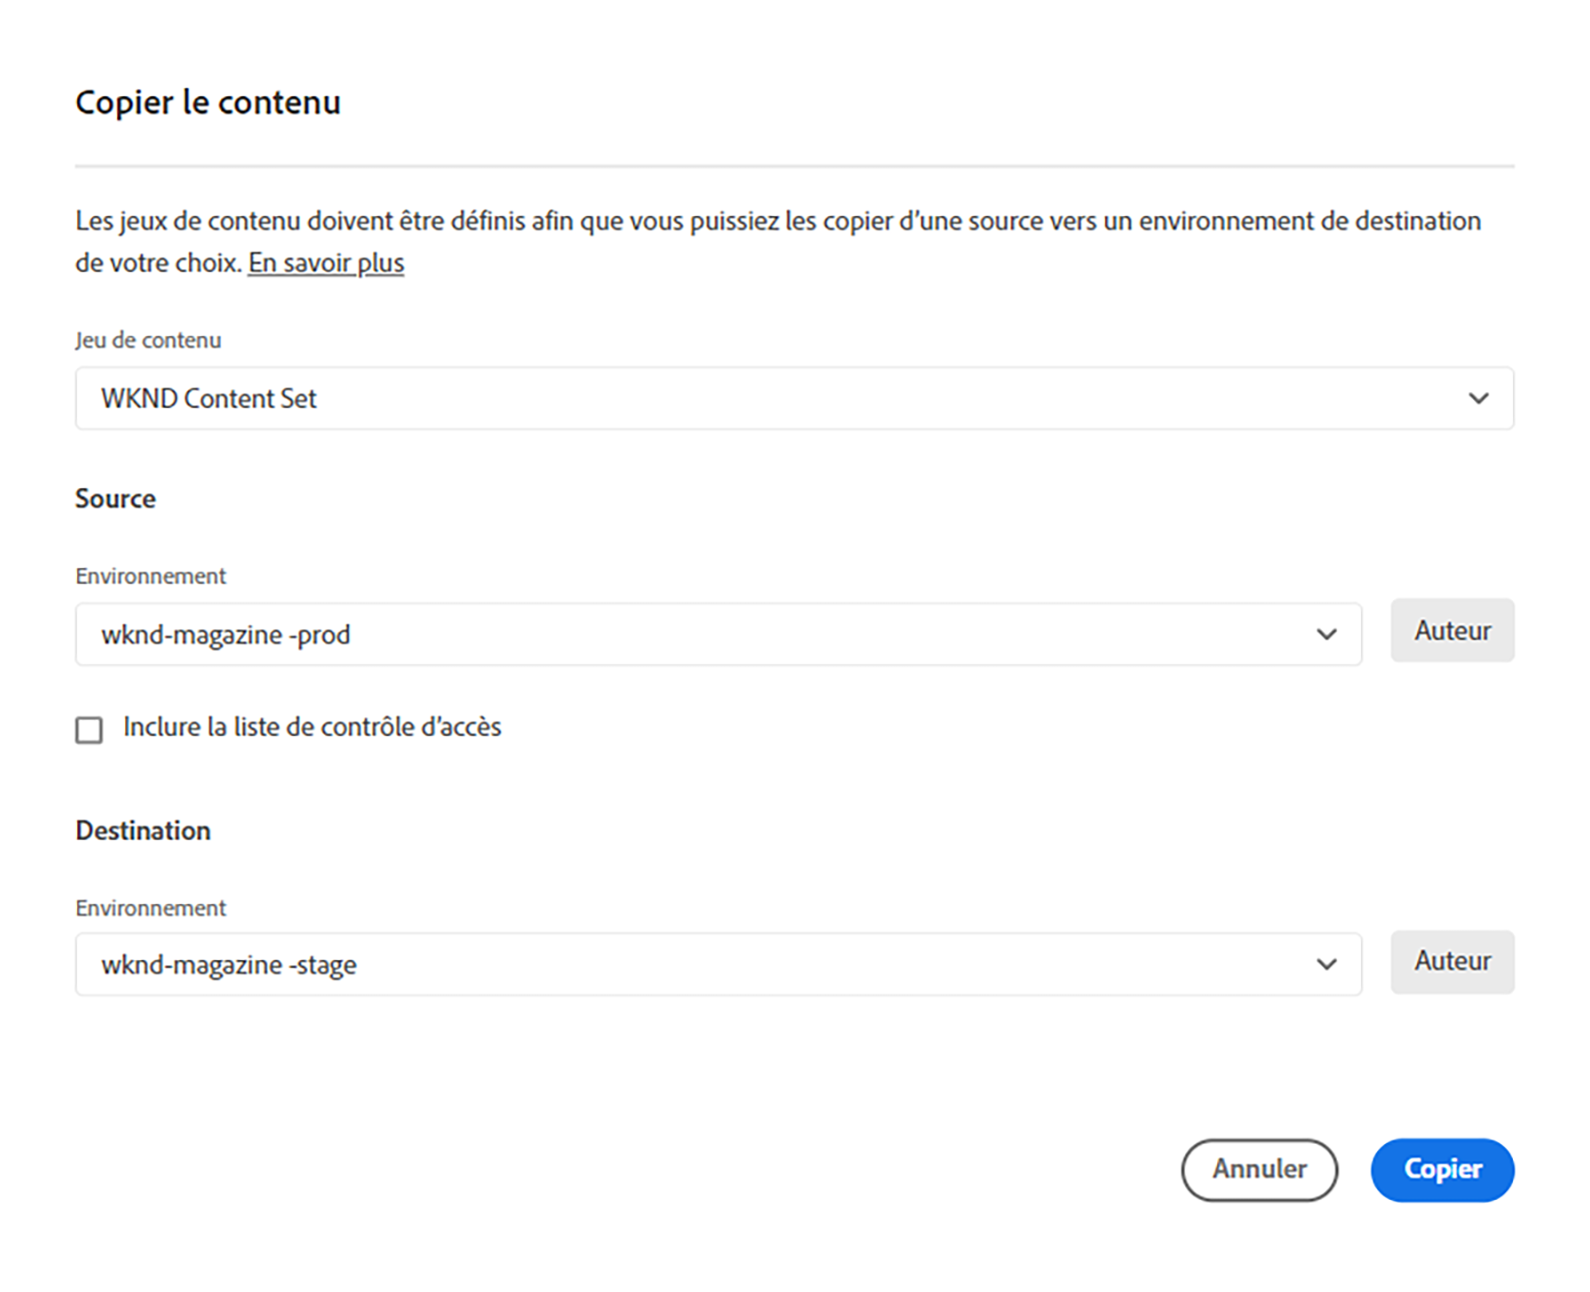 Copier le contenu
Les jeux de contenu doivent être définis afin que vous puissiez les copier d’une source vers un environnement de destination
de votre choix. En savoir plus
Jeu de contenu
WKND Content Set
Source
Environnement
wknd-magazine -prod
Auteur
Inclure la liste de contrôle d’accès
Destination
Environnement
wknd-magazine -stage
Auteur
Annuler
Copier